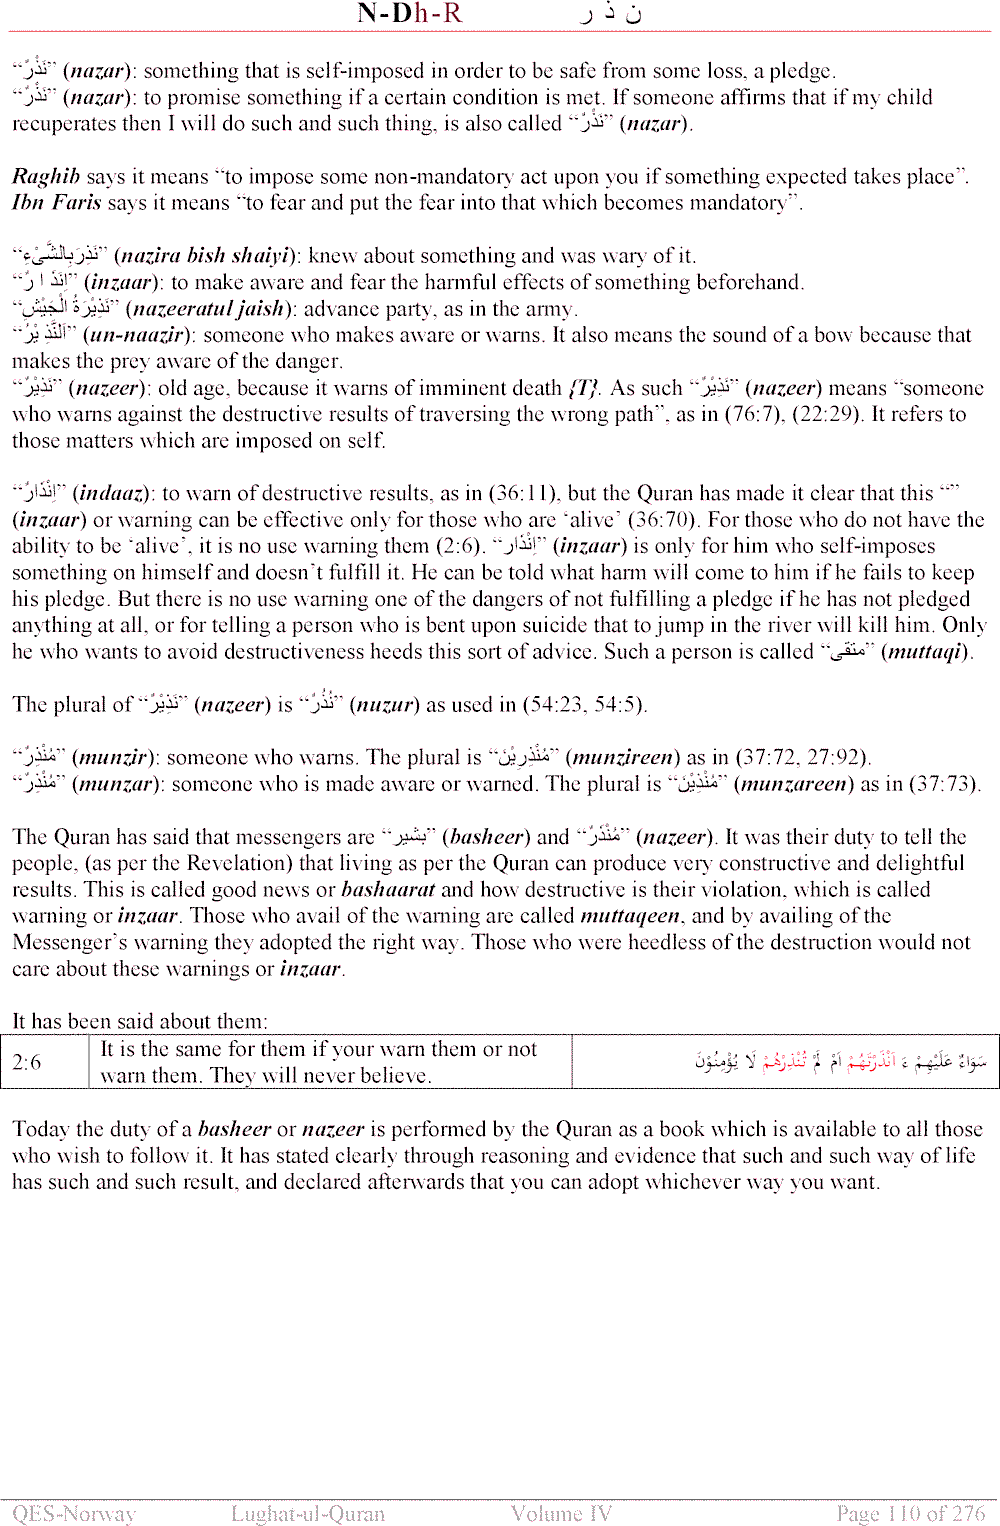 N-Dh-R ن ذ ر
“نَذْرٌ” (nazar): something that is self-imposed in order to be safe from some loss, a pledge.
“نَذْرٌ” (nazar): to promise something if a certain condition is met. If someone affirms that if my child
recuperates then I will do such and such thing, is also called “نَذْرٌ” (nazar).
Raghib says it means “to impose some non-mandatory act upon you if something expected takes place”.
Ibn Faris says it means “to fear and put the fear into that which becomes mandatory”.
“نَذِرَبِالشَّیْءِ” (nazira bish shaiyi): knew about something and was wary of it.
“اِنَذَ ا رٌ” (inzaar): to make aware and fear the harmful effects of something beforehand.
“نَذِیْرَۃُ الْجَیْشِ” (nazeeratul jaish): advance party, as in the army.
“اَلنَّذِ یْرُ” (un-naazir): someone who makes aware or warns. It also means the sound of a bow because that
makes the prey aware of the danger.
“نَذِیْرٌ” (nazeer): old age, because it warns of imminent death {T}. As such “نَذِیْرٌ” (nazeer) means “someone
who warns against the destructive results of traversing the wrong path”, as in (76:7), (22:29). It refers to
those matters which are imposed on self.
“اِنْذَارٌ” (indaaz): to warn of destructive results, as in (36:11), but the Quran has made it clear that this “”
(inzaar) or warning can be effective only for those who are ‘alive’ (36:70). For those who do not have the
ability to be ‘alive’, it is no use warning them (2:6). “اِنْذَار” (inzaar) is only for him who self-imposes
something on himself and doesn’t fulfill it. He can be told what harm will come to him if he fails to keep
his pledge. But there is no use warning one of the dangers of not fulfilling a pledge if he has not pledged
anything at all, or for telling a person who is bent upon suicide that to jump in the river will kill him. Only
he who wants to avoid destructiveness heeds this sort of advice. Such a person is called “متقی” (muttaqi).
The plural of “نَذِیْرٌ” (nazeer) is “نُذُرٌ” (nuzur) as used in (54:23, 54:5).
“مُنْذِرٌ” (munzir): someone who warns. The plural is “مُنْذِرِیْنَ” (munzireen) as in (37:72, 27:92).
“مُنْذِرٌ” (munzar): someone who is made aware or warned. The plural is “مُنْذِیْنَ” (munzareen) as in (37:73).
The Quran has said that messengers are “بشیر” (basheer) and “مُنْذَرٌ” (nazeer). It was their duty to tell the
people, (as per the Revelation) that living as per the Quran can produce very constructive and delightful
results. This is called good news or bashaarat and how destructive is their violation, which is called
warning or inzaar. Those who avail of the warning are called muttaqeen, and by availing of the
Messenger’s warning they adopted the right way. Those who were heedless of the destruction would not
care about these warnings or inzaar.
It has been said about them:
2:6 It is the same for them if your warn them or not
warn them. They will never believe. سَوَاءٌ عَلَیْہِمْ ءَ اَنْذَرْتَہُمْ اَمْ لَمْ تُنْذِرْهُمْ لَا یُؤْمِنُوْنَ
Today the duty of a basheer or nazeer is performed by the Quran as a book which is available to all those
who wish to follow it. It has stated clearly through reasoning and evidence that such and such way of life
has such and such result, and declared afterwards that you can adopt whichever way you want.
QES-Norway Lughat-ul-Quran Volume IV Page 110 of 276